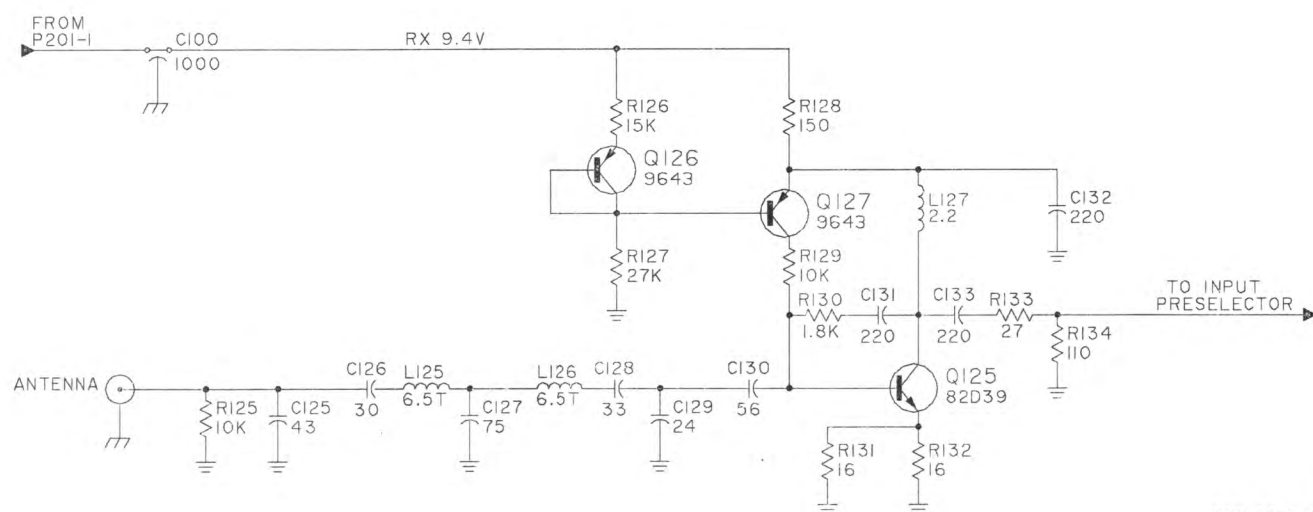 FROM
P201-1
C100
1000
RX 9.4V
R126
15K
R128
150
Q126
9643
Q127
9643
L127
2.2
C132
220
R127
27K
R129
10K
R130
1.8K
C131
220
C133
220
R133
27
TO INPUT
PRESELECTOR
R134
110
ANTENNA
R125
10K
C125
43
C126
30
L125
6.5T
C127
75
L126
6.5T
C128
33
C129
24
C130
56
Q125
82D39
R131
16
R132
16